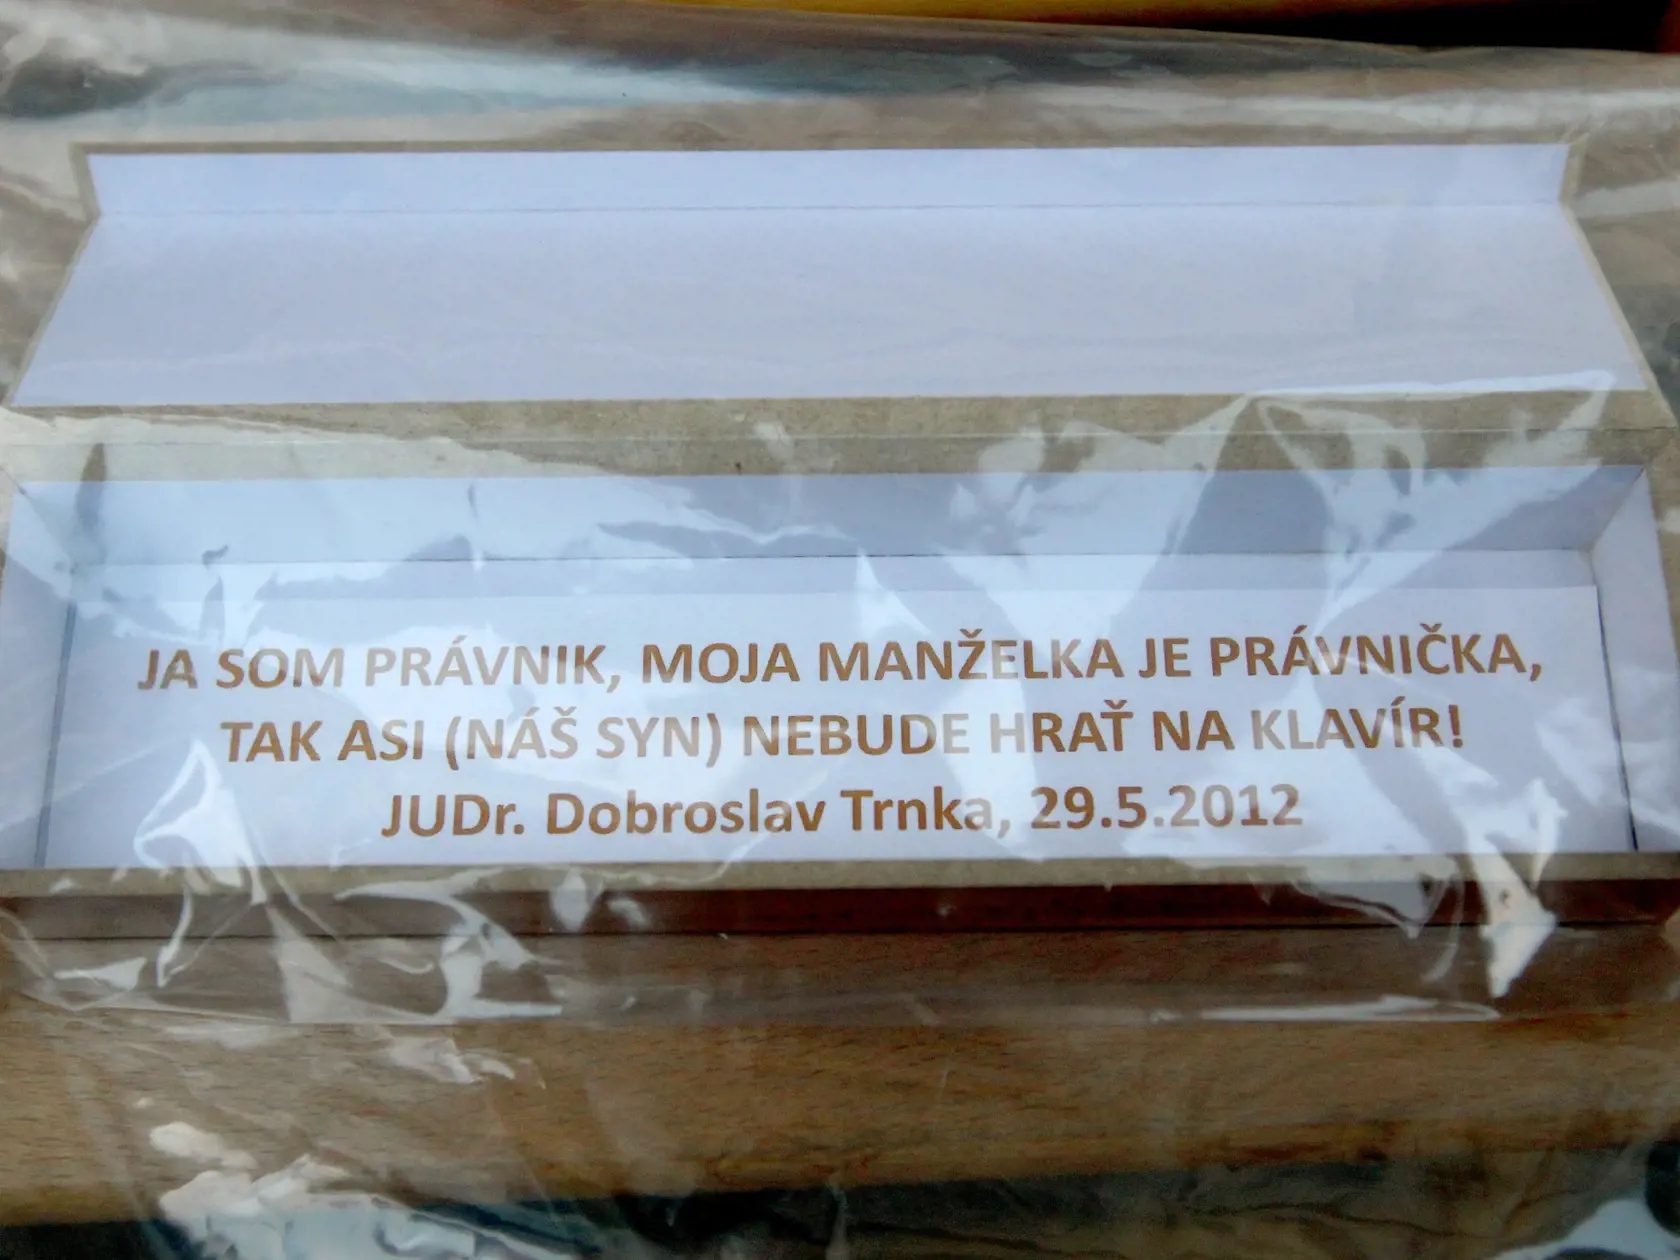 JA SOM PRÁVNIK, MOJA MANŽELKA JE PRÁVNIČKA,
TAK ASI (NÁŠ SYN) NEBUDE HRAŤ NA KLAVÍR!
JUDr. Dobroslav Trnka, 29.5.2012